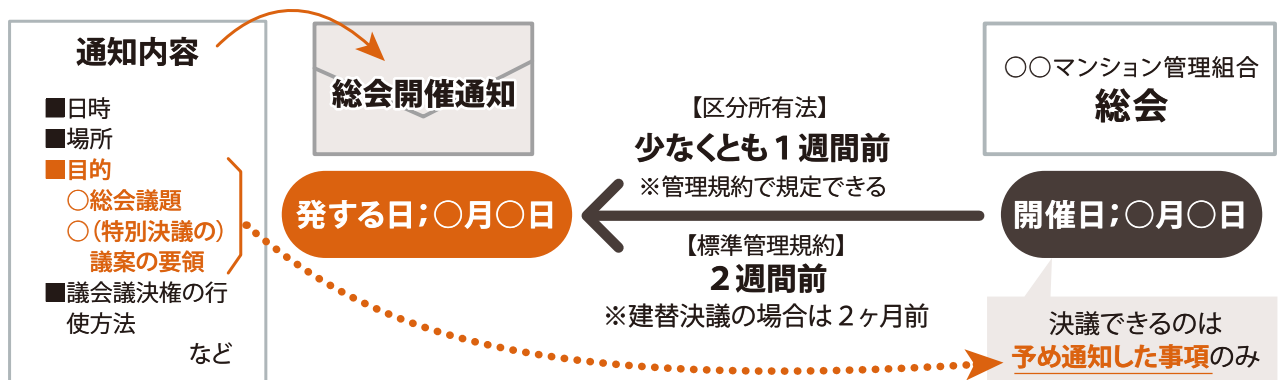 通知内容
■日時
■場所
■目的
○総会議題
○（特別決議の）
議案の要領
■議会議決権の行
使方法
など
総会開催通知
発する日；○月○日
【区分所有法】
少なくとも１週間前
※管理規約で規定できる
【標準管理規約】
２週間前
※建替決議の場合は２ヶ月前
○○マンション管理組合
総会
開催日；○月○日
決議できるのは
予め通知した事項のみ